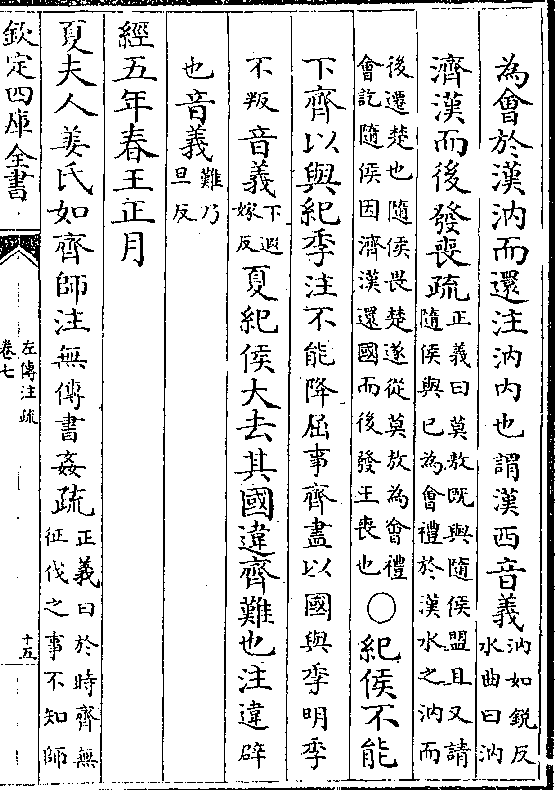 為會於漢汭而還注汭内也謂漢西音義汭如鋭反水曲曰汭
濟漢而後發喪疏正義曰莫敖既與隨侯盟且又請隨侯與已為會禮於漢水之汭而
後還楚也隨侯畏楚遂從莫敖為會禮會訖隨侯因濟漢還國而後發王喪也○紀侯不能
下齊以與紀季注不能降屈事齊盡以國與季明季
不叛音義下遐嫁反夏紀侯大去其國違齊難也注違辟
也音義難乃旦反
經五年春王正月
夏夫人姜氏如齊師注無傳書姦疏正義曰於時齊無征伐之事不知師
欽定四庫全書
左傳注疏
卷七
十五